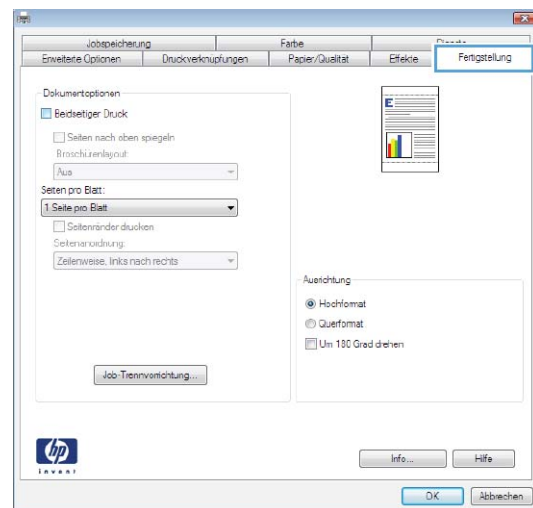 Jobspeicherung
Farbe
Erweiterte Optionen
Druckverknüpfungen
Papier/Qualität
Effekte
Fertigstellung
Dokumentoptionen
Beidseitiger Druck
Seiten nach oben spiegeln
Broschürenlayout:
Aus
Seiten pro Blatt:
1 Seite pro Blatt
Seitenränder drucken
Seitenanordnung:
Zeilenweise, links nach rechts
Job-Trennvorrichtung...
E
Ausrichtung
Hochformat
Querformat
Um 180 Grad drehen
hp
invent
Info...
Hilfe
OK
Abbrechen